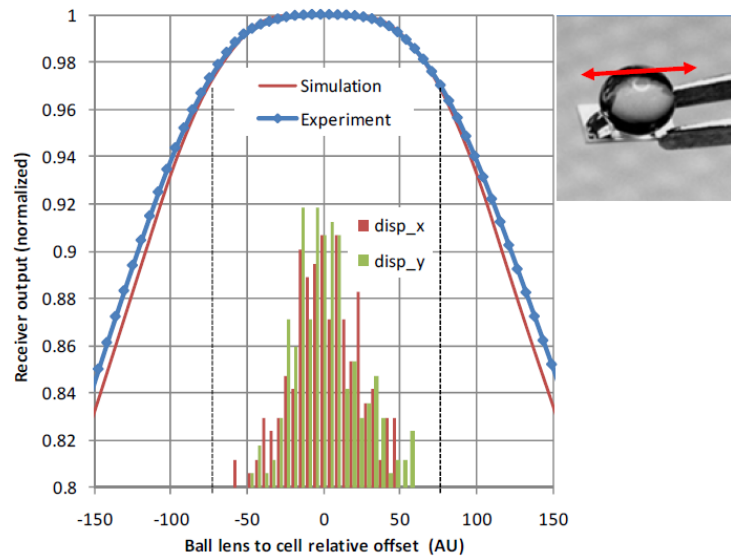 1
0.98
0.96
0.94
0.92
0.9
0.88
0.86
0.84
0.82
0.8
Receiver output (normalized)
Simulation
Experiment
disp_x
disp_y
-150 -100 -50 0 50 100 150
Ball lens to cell relative offset (AU)